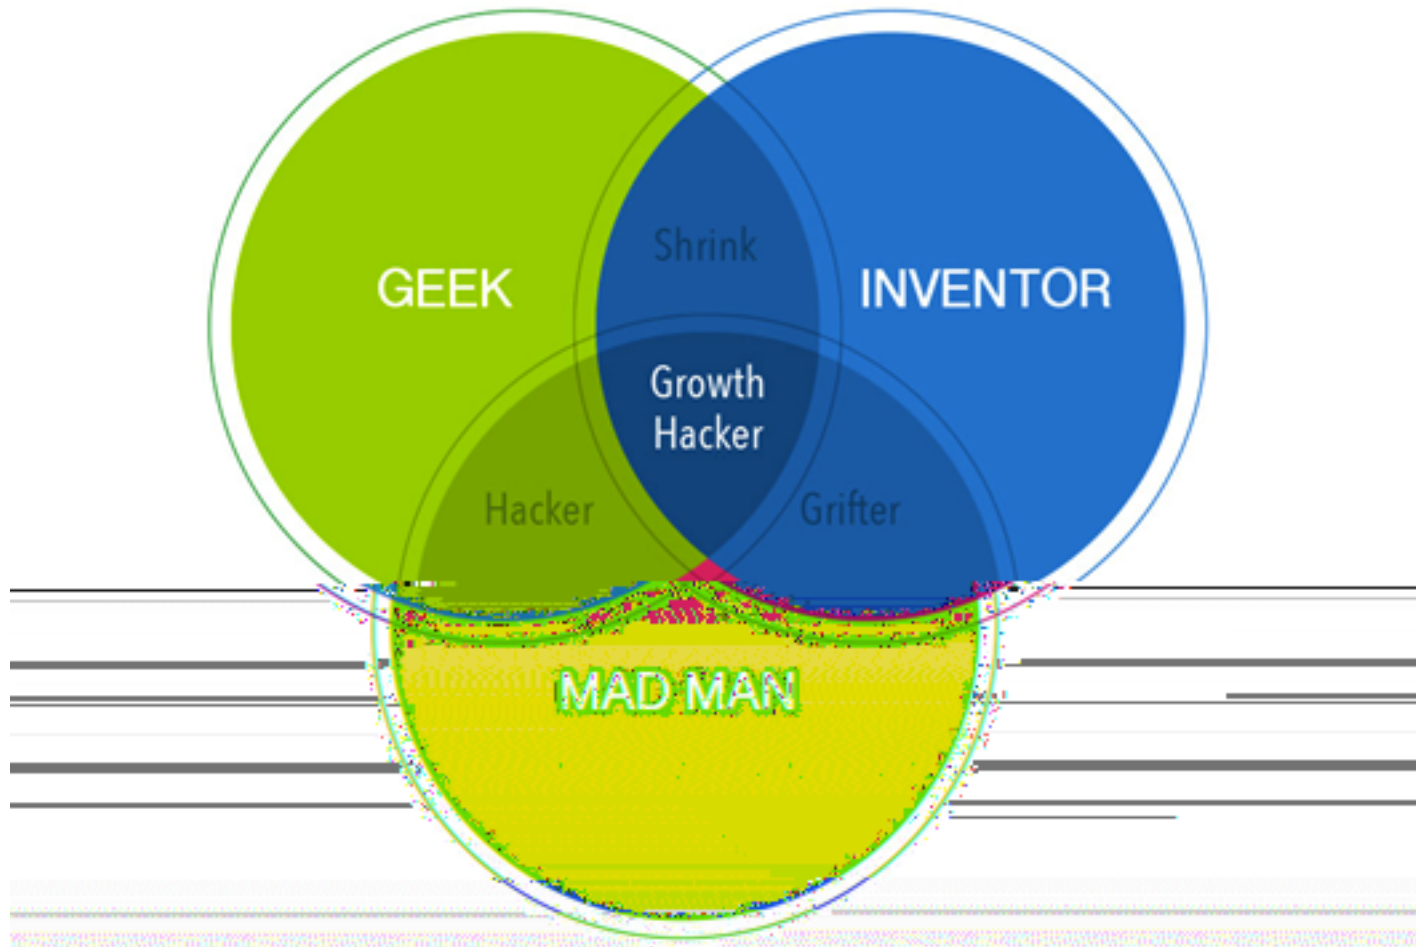 Shrink
GEEK
INVENTOR
Growth
Hacker
Hacker
Grifter
MAD MAN